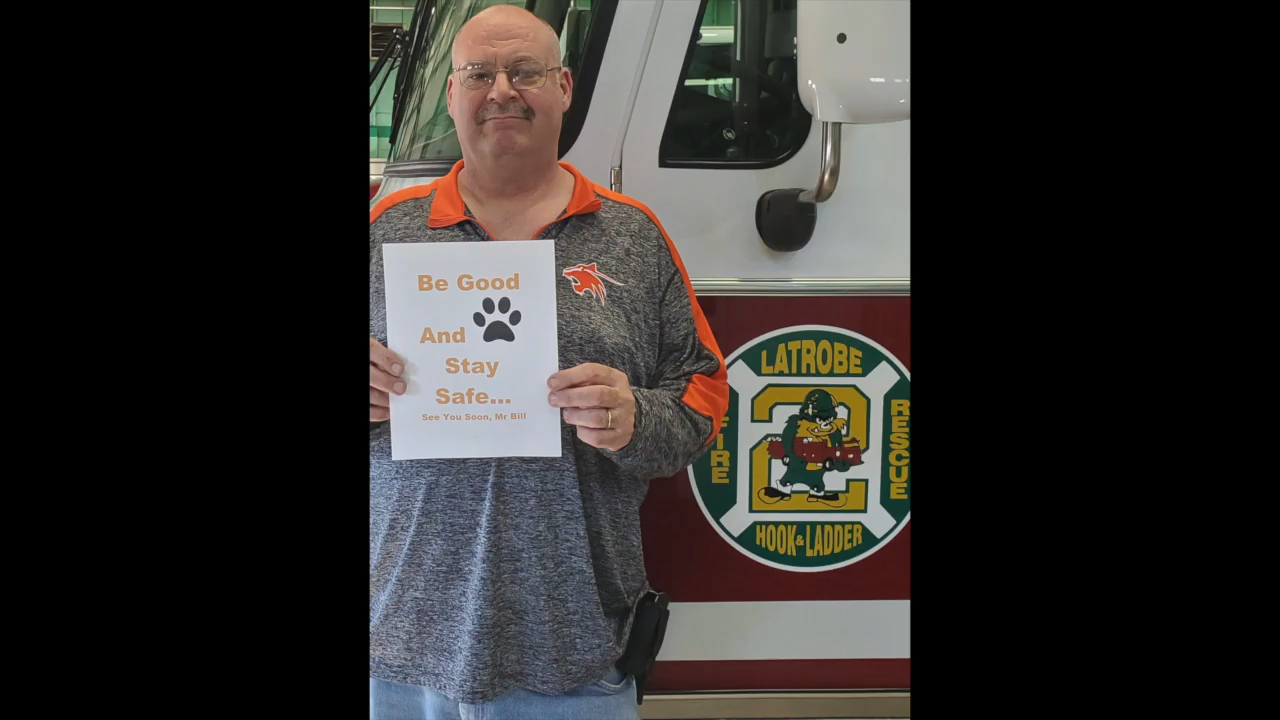 Be Good
And
Stay
Safe...
See You Soon, Mr Bill
LATROBE
FIRE
2
RESCUE
HOOK & LADDER